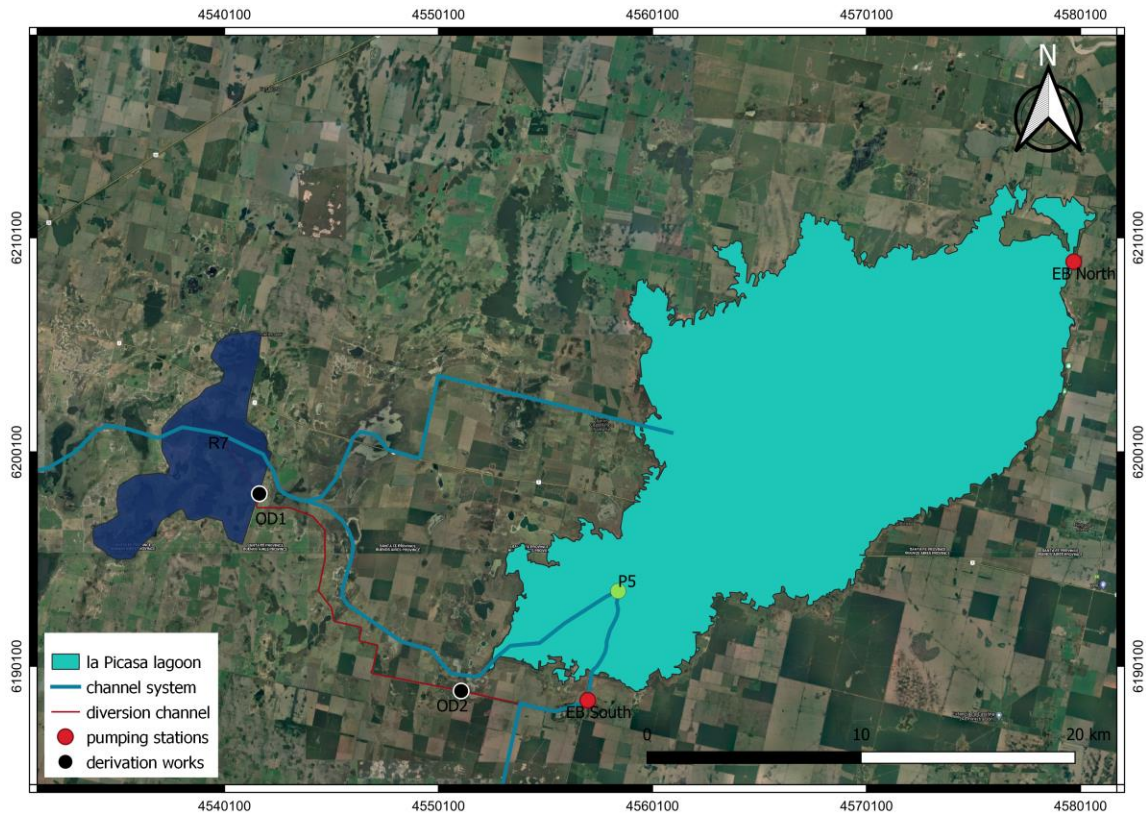 4540100 4550100 4560100 4570100 4580100
N
6210100
6210100
EB North
R7
6200100
6200100
OD1
P5
la Picasa lagoon
channel system
diversion channel
pumping stations
derivation works
6190100
6190100
OD2
EB South
0 10 20 km
4540100 4550100 4560100 4570100 4580100